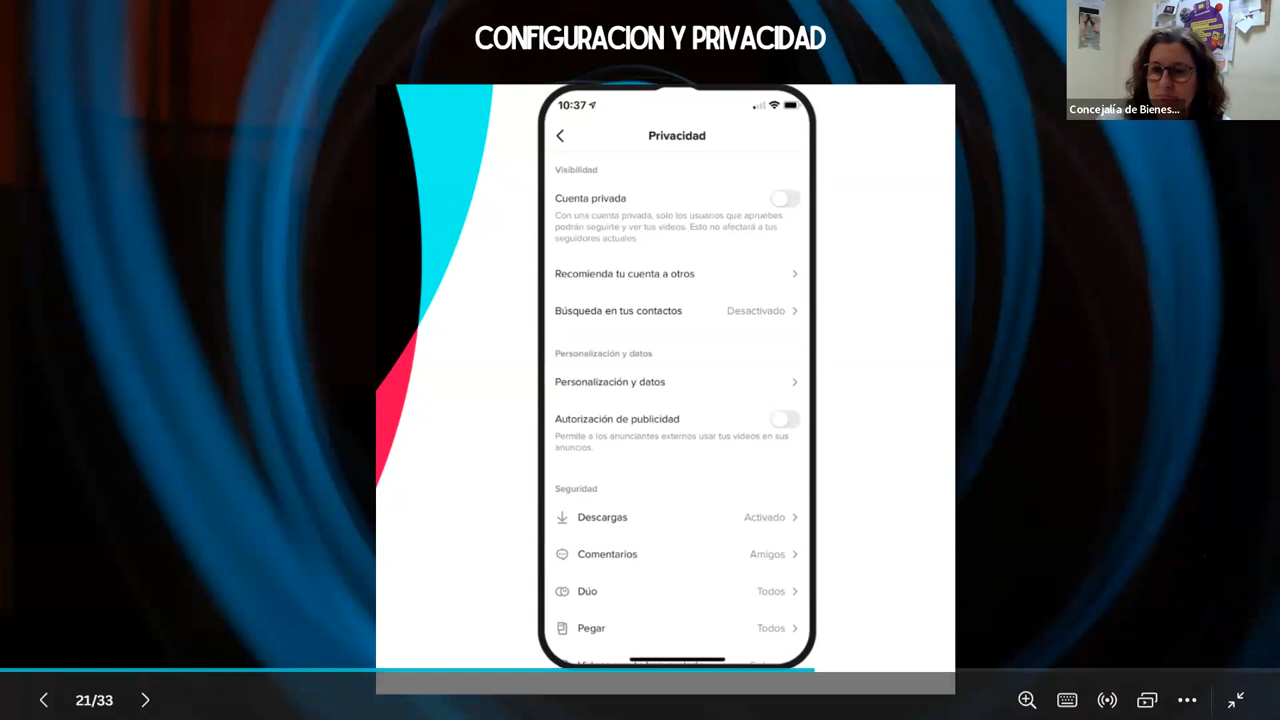 CONFIGURACION Y PRIVACIDAD
Concejalía de Bienes...
10:37
Privacidad
Visibilidad
Cuenta privada
Con una cuenta privada, solo los usuarios que apruebes
podrán seguirte y ver tus vídeos. Esto no afectará a tus
seguidores actuales
Recomienda tu cuenta a otros
Búsqueda en tus contactos Desactivado
Personalización y datos
Personalización y datos
Autorización de publicidad
Permite a los anunciantes externos usar tus vídeos en sus
anuncios.
Seguridad
Descargas Activado
Comentarios Amigos
Dúo Todos
Pegar Todos
21/33